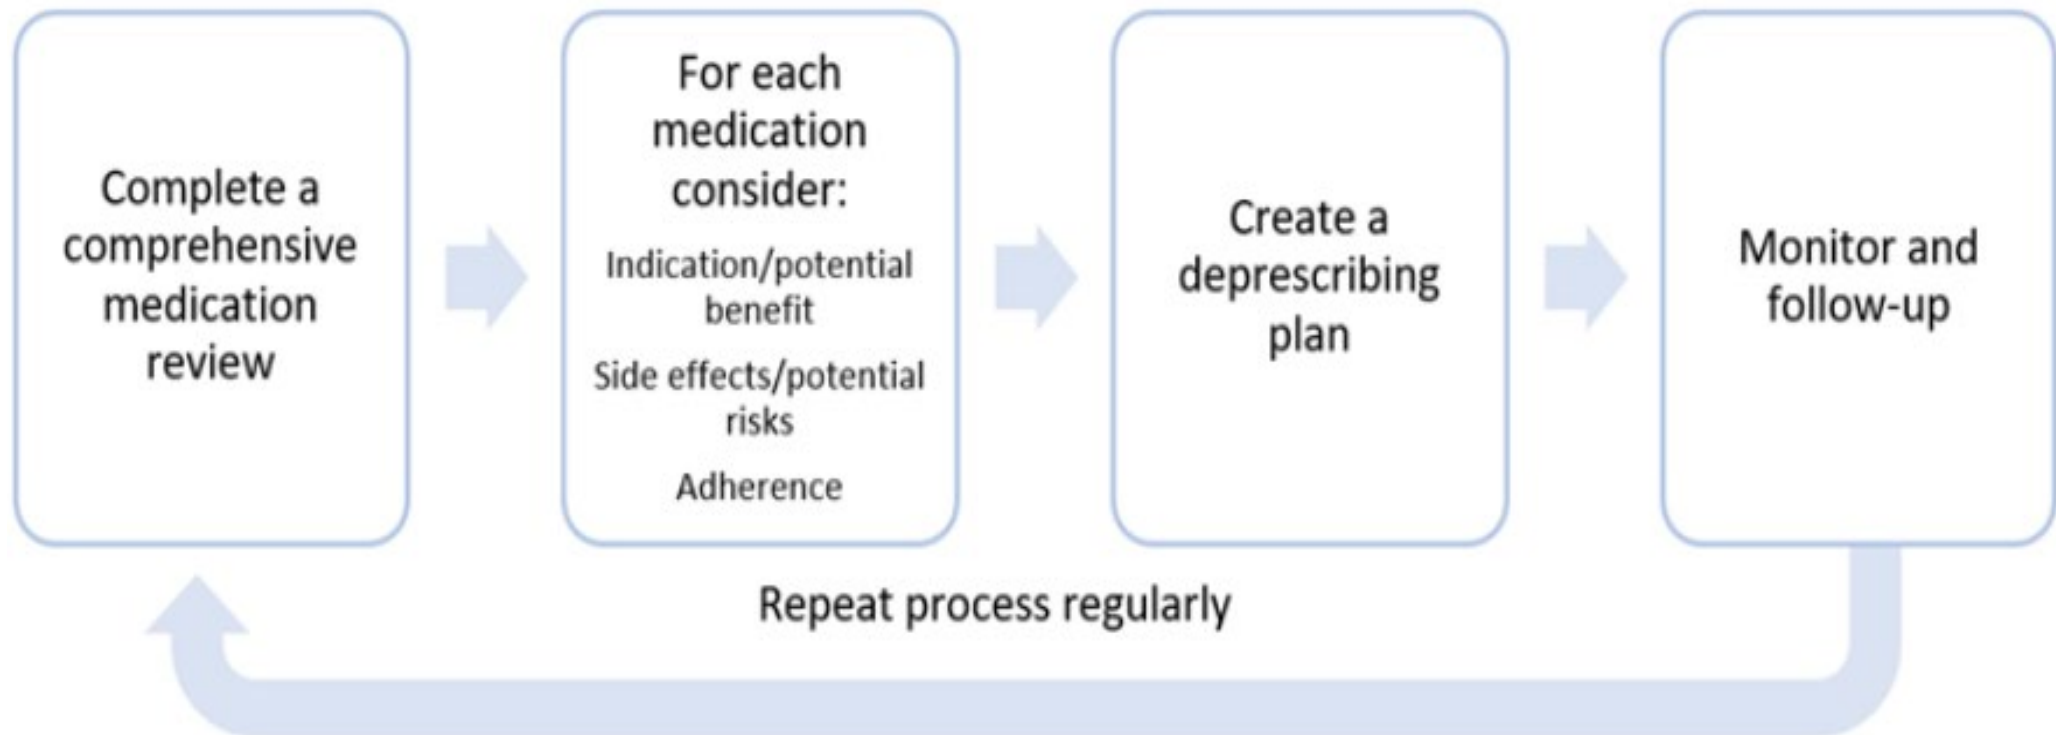 Complete a
comprehensive
medication
review
For each
medication
consider:
Indication/potential
benefit
Side effects/potential
risks
Adherence
Create a
deprescribing
plan
Monitor and
follow-up
Repeat process regularly